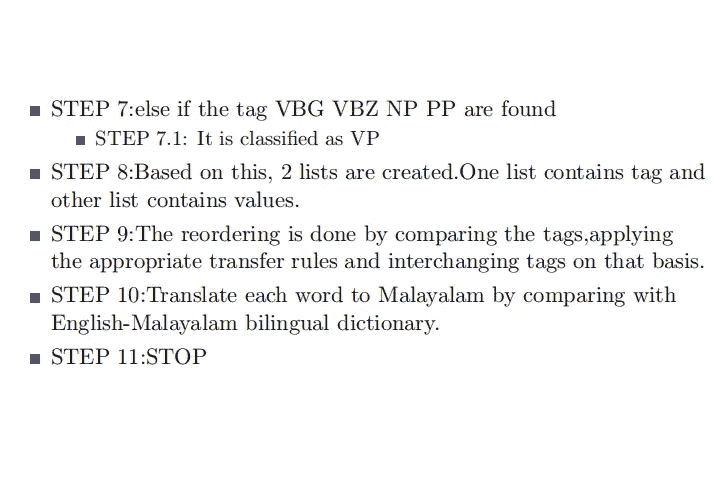 STEP 7:else if the tag VBG VBZ NP PP are found
STEP 7.1: It is classified as VP
STEP 8:Based on this, 2 lists are created.One list contains tag and
other list contains values.
STEP 9:The reordering is done by comparing the tags,applying
the appropriate transfer rules and interchanging tags on that basis.
STEP 10:Translate each word to Malayalam by comparing with
English-Malayalam bilingual dictionary.
STEP 11:STOP